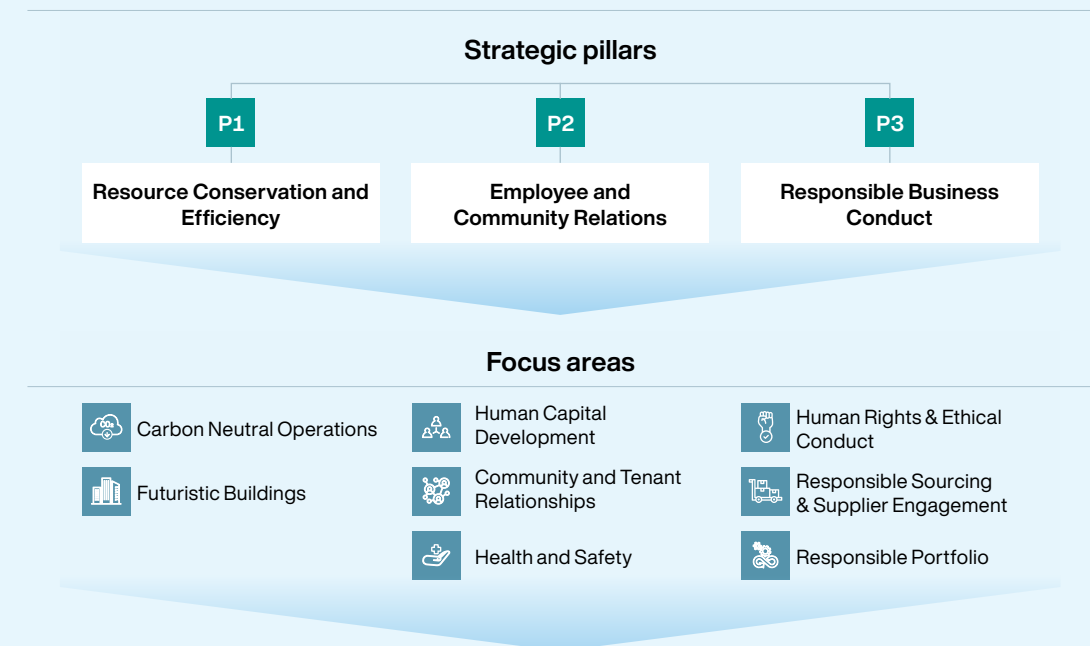 Strategic pillars
P1
Resource Conservation and
Efficiency
P2
Employee and
Community Relations
P3
Responsible Business
Conduct
Focus areas
Carbon Neutral Operations
Futuristic Buildings
Human Capital
Development
Community and Tenant
Relationships
Health and Safety
Human Rights & Ethical
Conduct
Responsible Sourcing
& Supplier Engagement
Responsible Portfolio